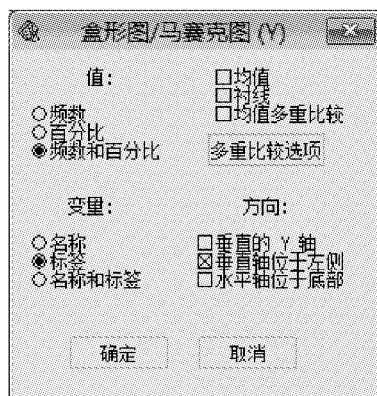 盒形图/马赛克图 (Y)
值：
○频数
○百分比
◉频数和百分比
□均值
□衬线
□均值多重比较
多重比较选项
变量：
○名称
◉标签
○名称和标签
方向：
□垂直的 Y 轴
☒垂直轴位于左侧
□水平轴位于底部
确定
取消